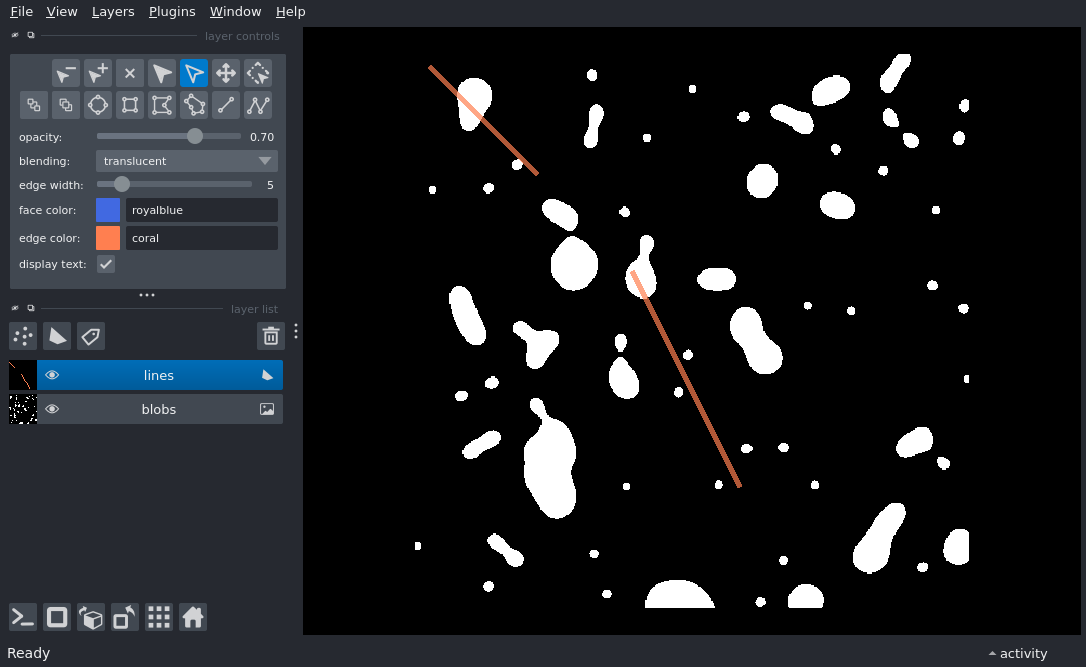 File View Layers Plugins Window Help
layer controls
opacity: 0.70
blending: translucent
edge width: 5
face color: royalblue
edge color: coral
display text:
layer list
lines
blobs
Ready activity